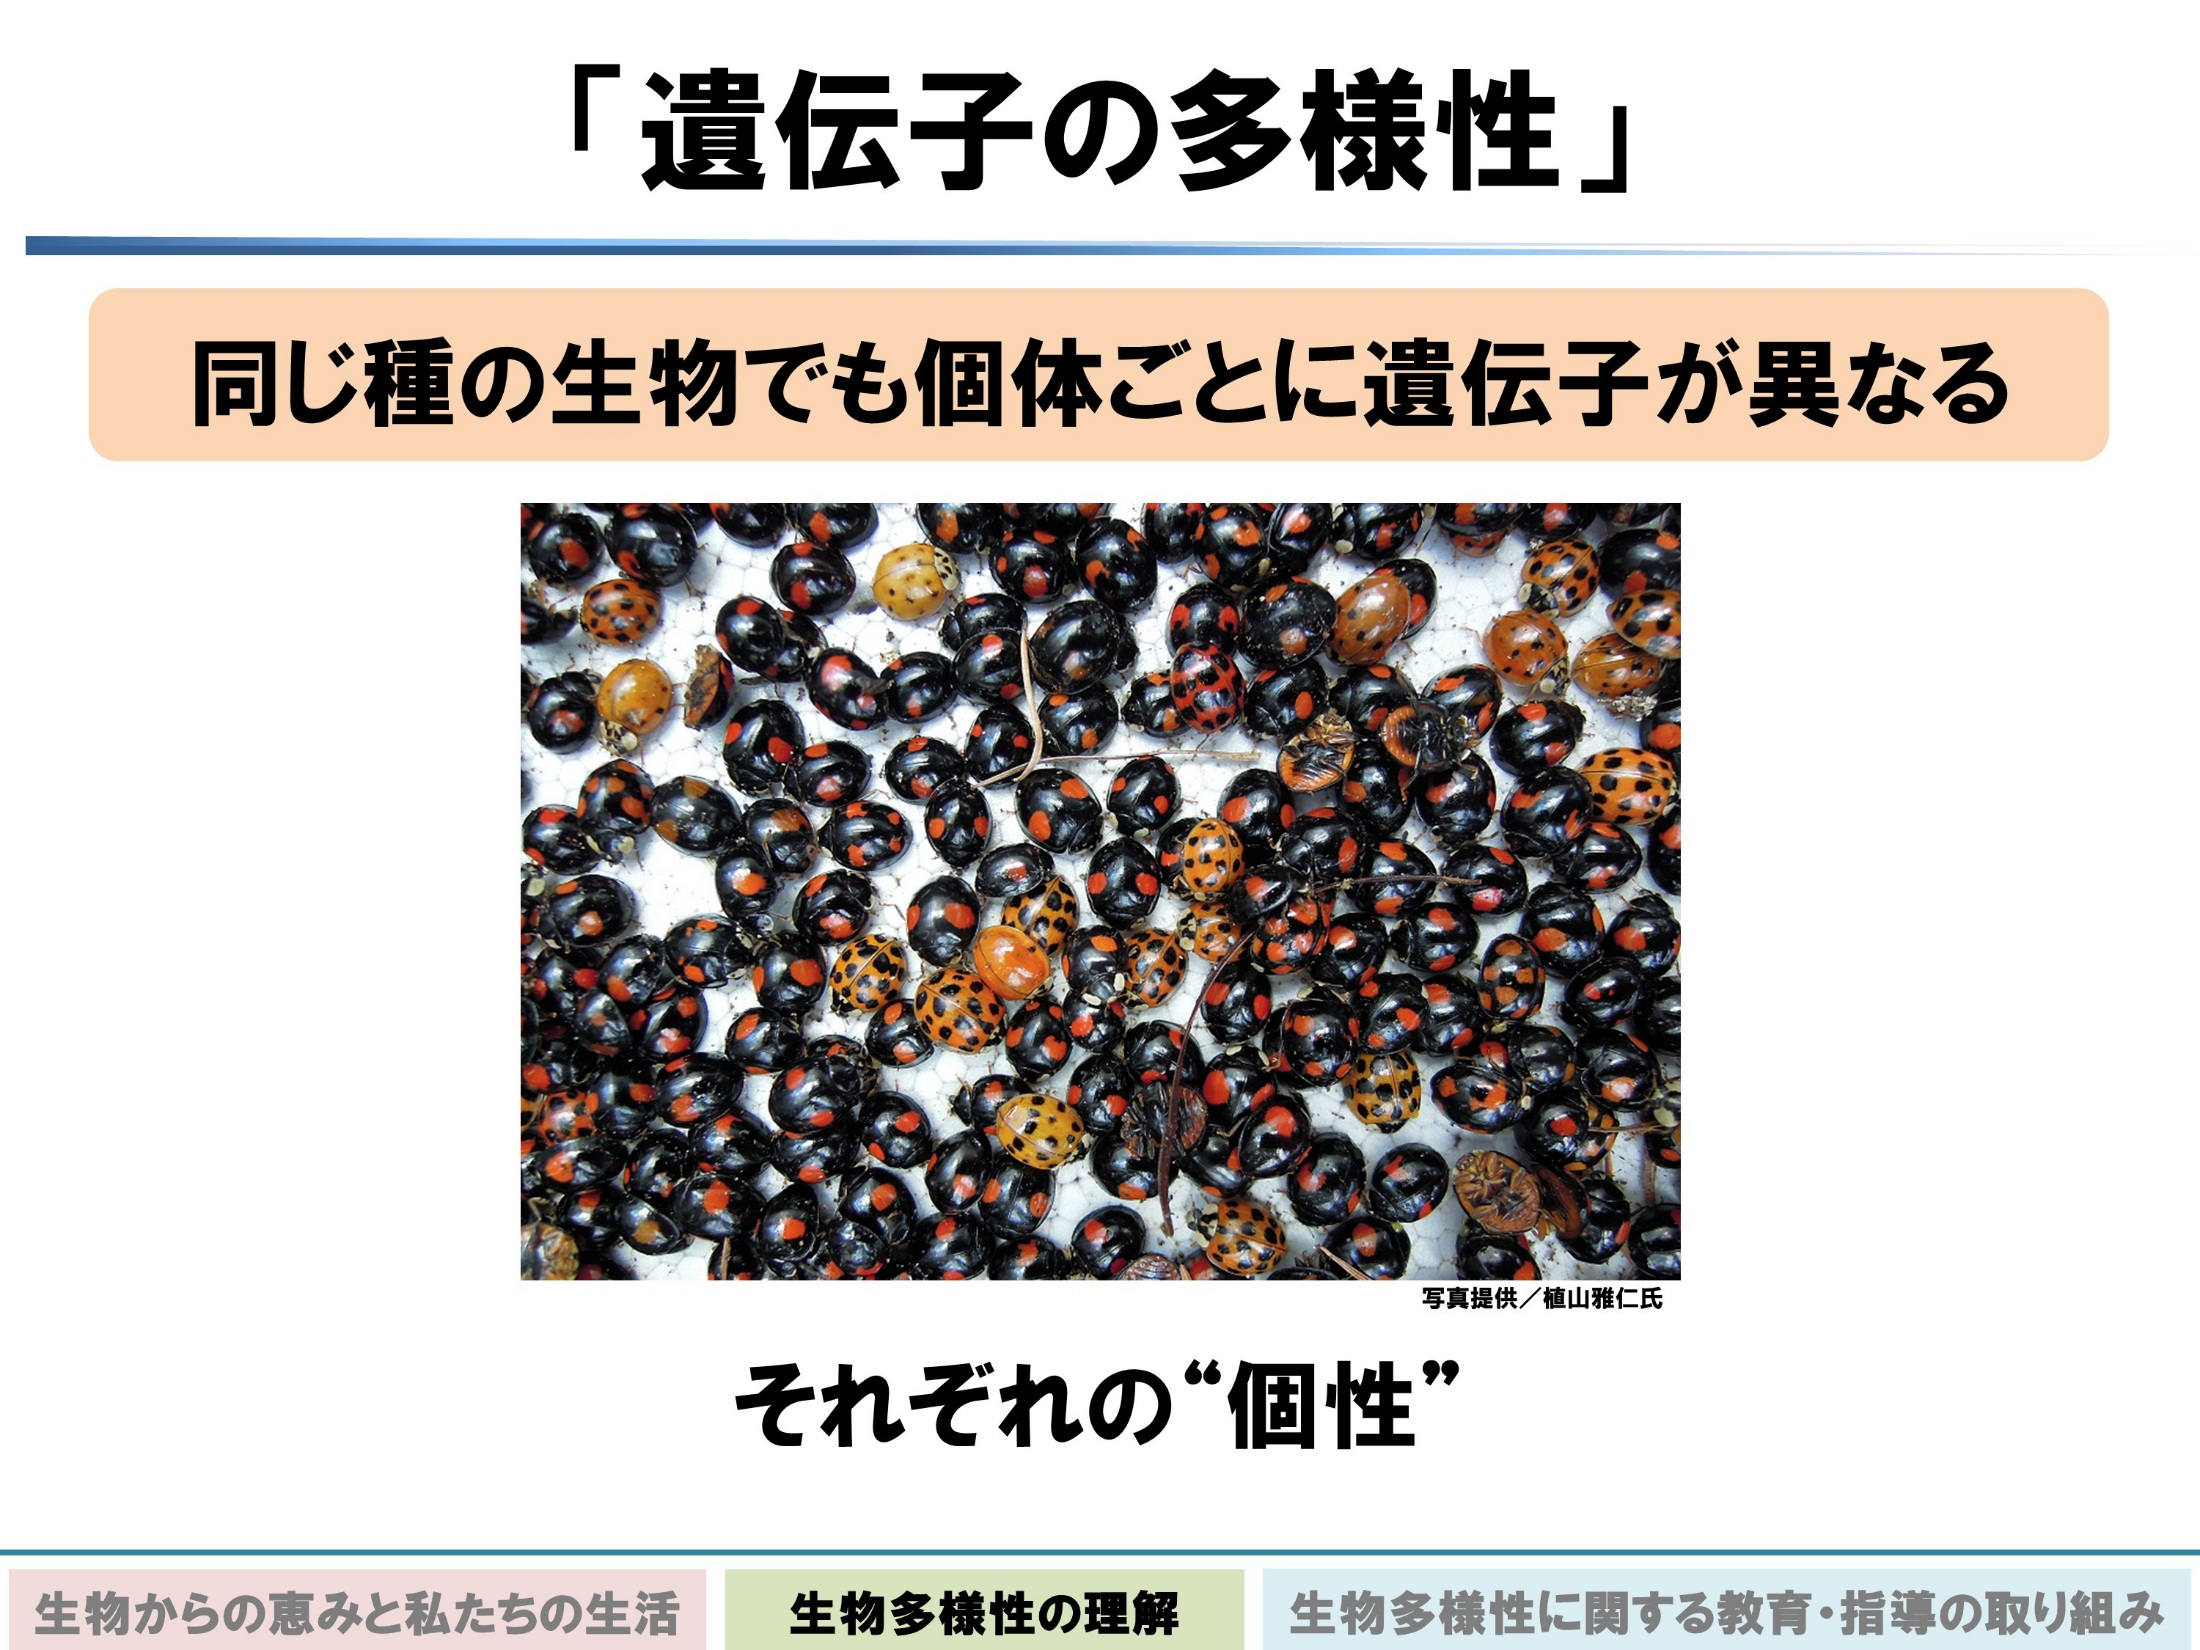 「遺伝子の多様性」
同じ種の生物でも個体ごとに遺伝子が異なる
写真提供／植山雅仁氏
それぞれの“個性”
生物からの恵みと私たちの生活
生物多様性の理解
生物多様性に関する教育・指導の取り組み